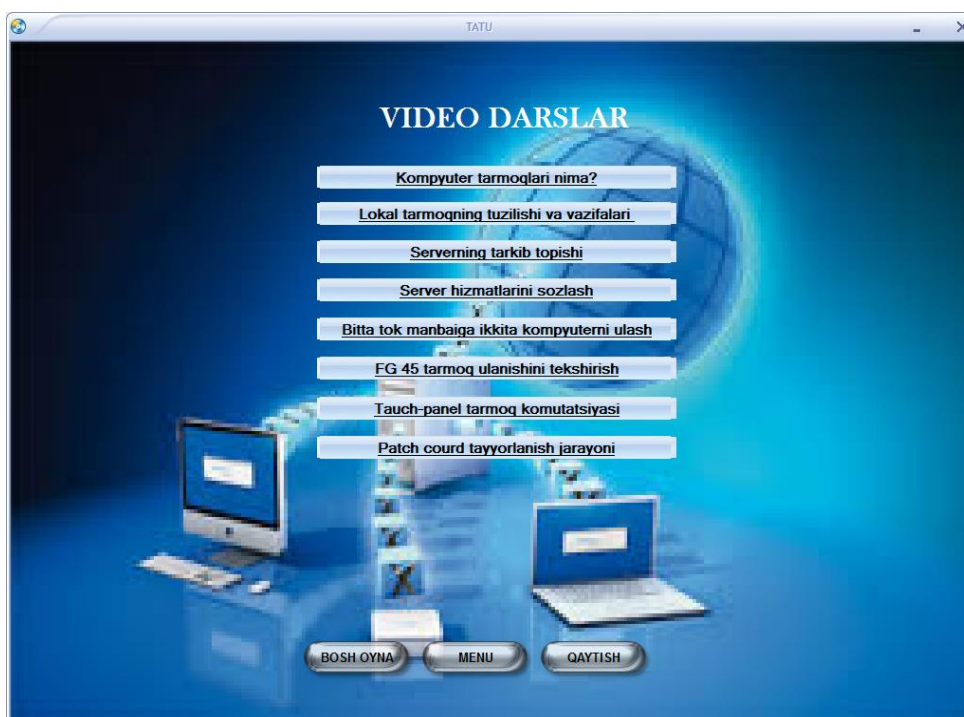 TATU
VIDEO DARSLAR
Kompyuter tarmoqlari nima?
Lokal tarmoqning tuzilishi va vazifalari
Serverning tarkib topishi
Server hizmatlarini sozlash
Bitta tok manbaiga ikkita kompyuterni ulash
FG 45 tarmoq ulanishini tekshirish
Tauch-panel tarmoq komutatsiyasi
Patch courd tayyorlanish jarayoni
BOSH OYNA MENU QAYTISH